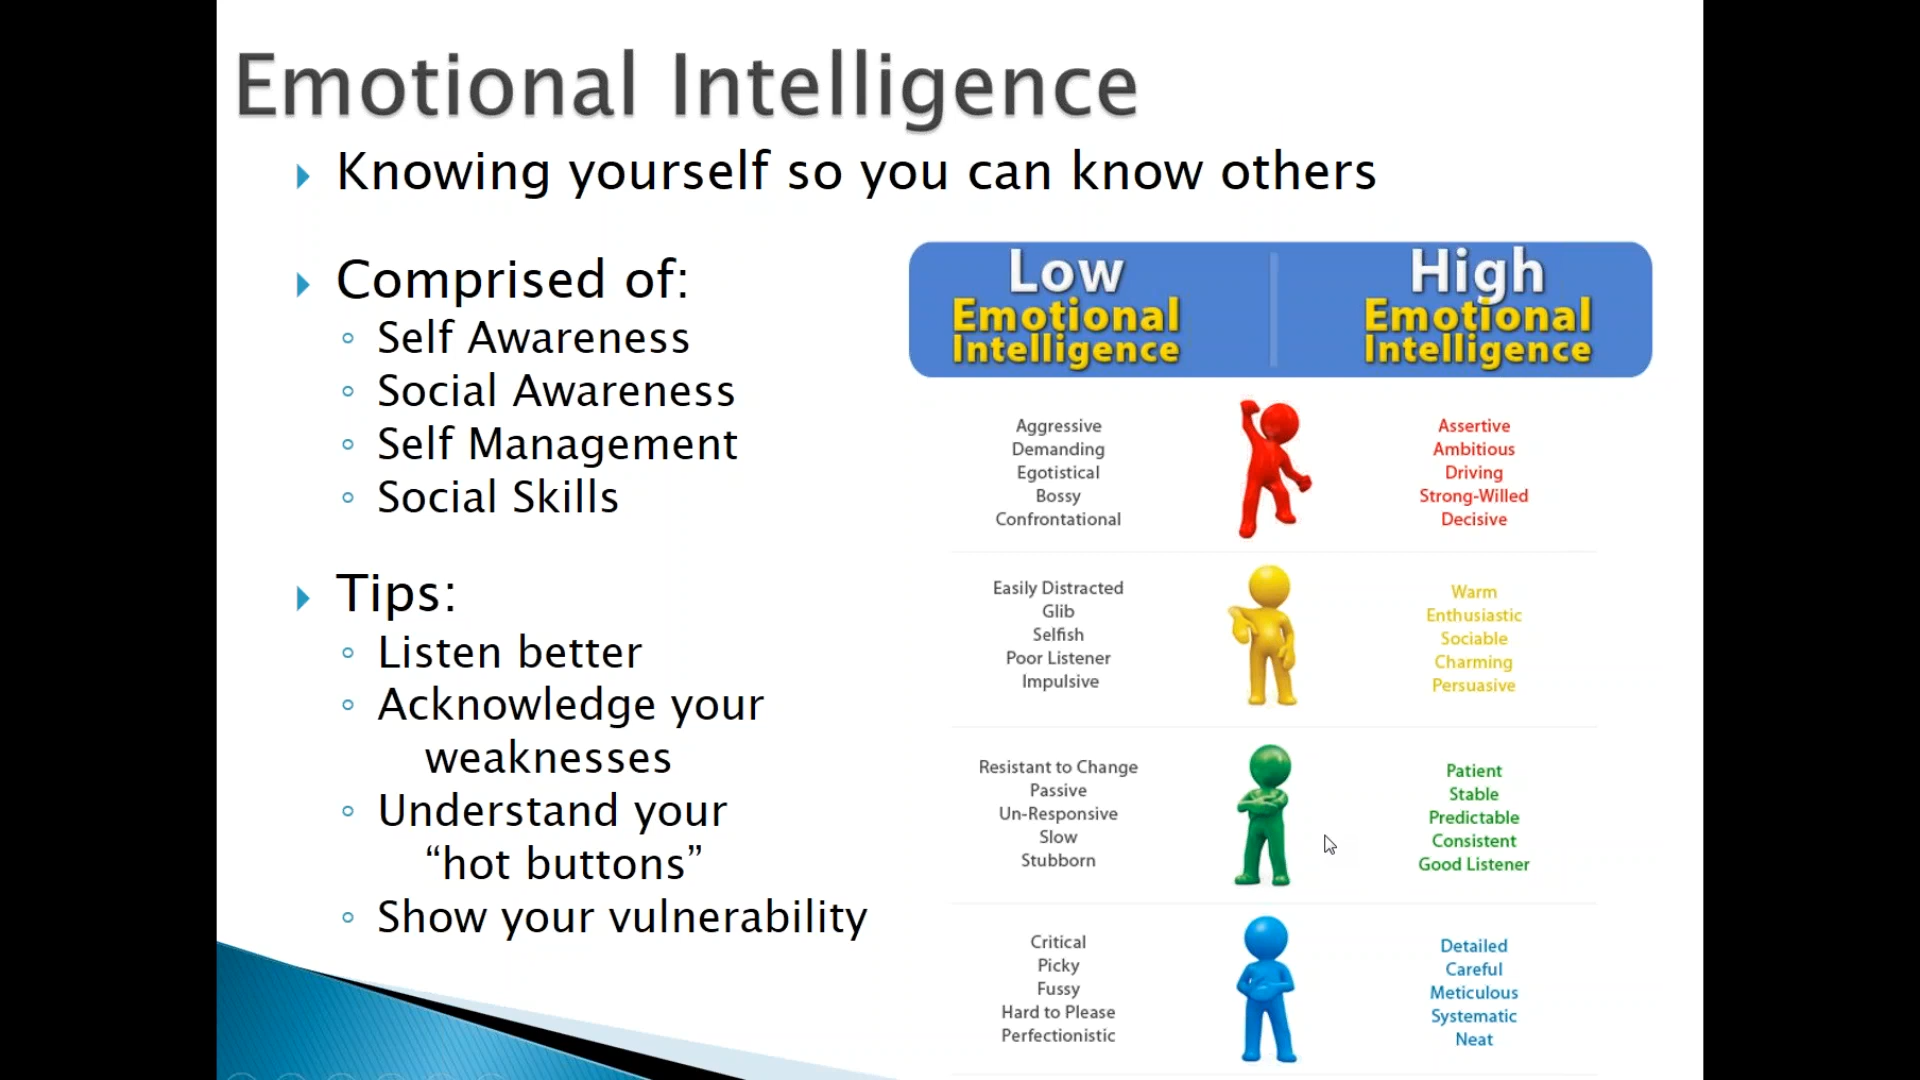 Emotional Intelligence
Knowing yourself so you can know others
Comprised of:
Self Awareness
Social Awareness
Self Management
Social Skills
Tips:
Listen better
Acknowledge your
weaknesses
Understand your
“hot buttons”
Show your vulnerability
Low
Emotional
Intelligence
High
Emotional
Intelligence
Aggressive
Demanding
Egotistical
Bossy
Confrontational
Assertive
Ambitious
Driving
Strong-Willed
Decisive
Easily Distracted
Glib
Selfish
Poor Listener
Impulsive
Warm
Enthusiastic
Sociable
Charming
Persuasive
Resistant to Change
Passive
Un-Responsive
Slow
Stubborn
Patient
Stable
Predictable
Consistent
Good Listener
Critical
Picky
Fussy
Hard to Please
Perfectionistic
Detailed
Careful
Meticulous
Systematic
Neat